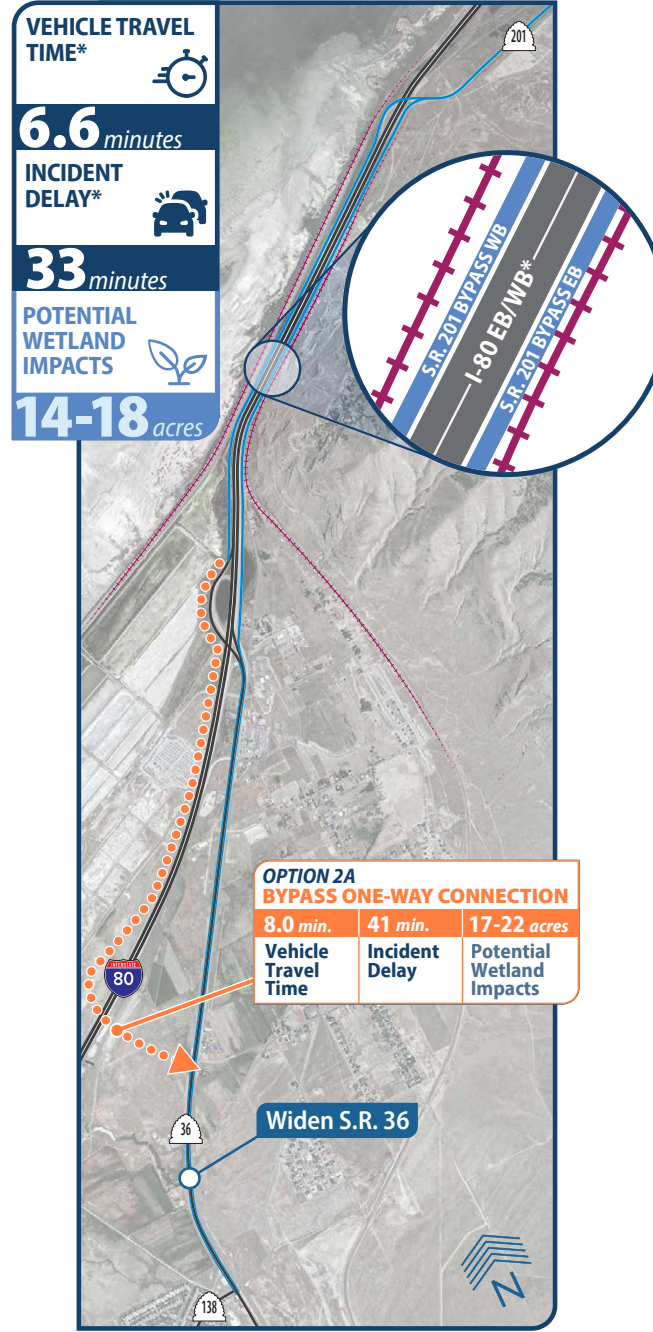 VEHICLE TRAVEL
TIME*
6.6 minutes
INCIDENT
DELAY*
33 minutes
POTENTIAL
WETLAND
IMPACTS
14-18 acres
201
S.R. 201 BYPASS WB
I-80 EB/WB*
S.R. 201 BYPASS EB
OPTION 2A
BYPASS ONE-WAY CONNECTION
8.0 min. 41 min. 17-22 acres
Vehicle Incident Potential
Travel Delay Wetland
Time Impacts
INTERSTATE
80
36
Widen S.R. 36
138
N